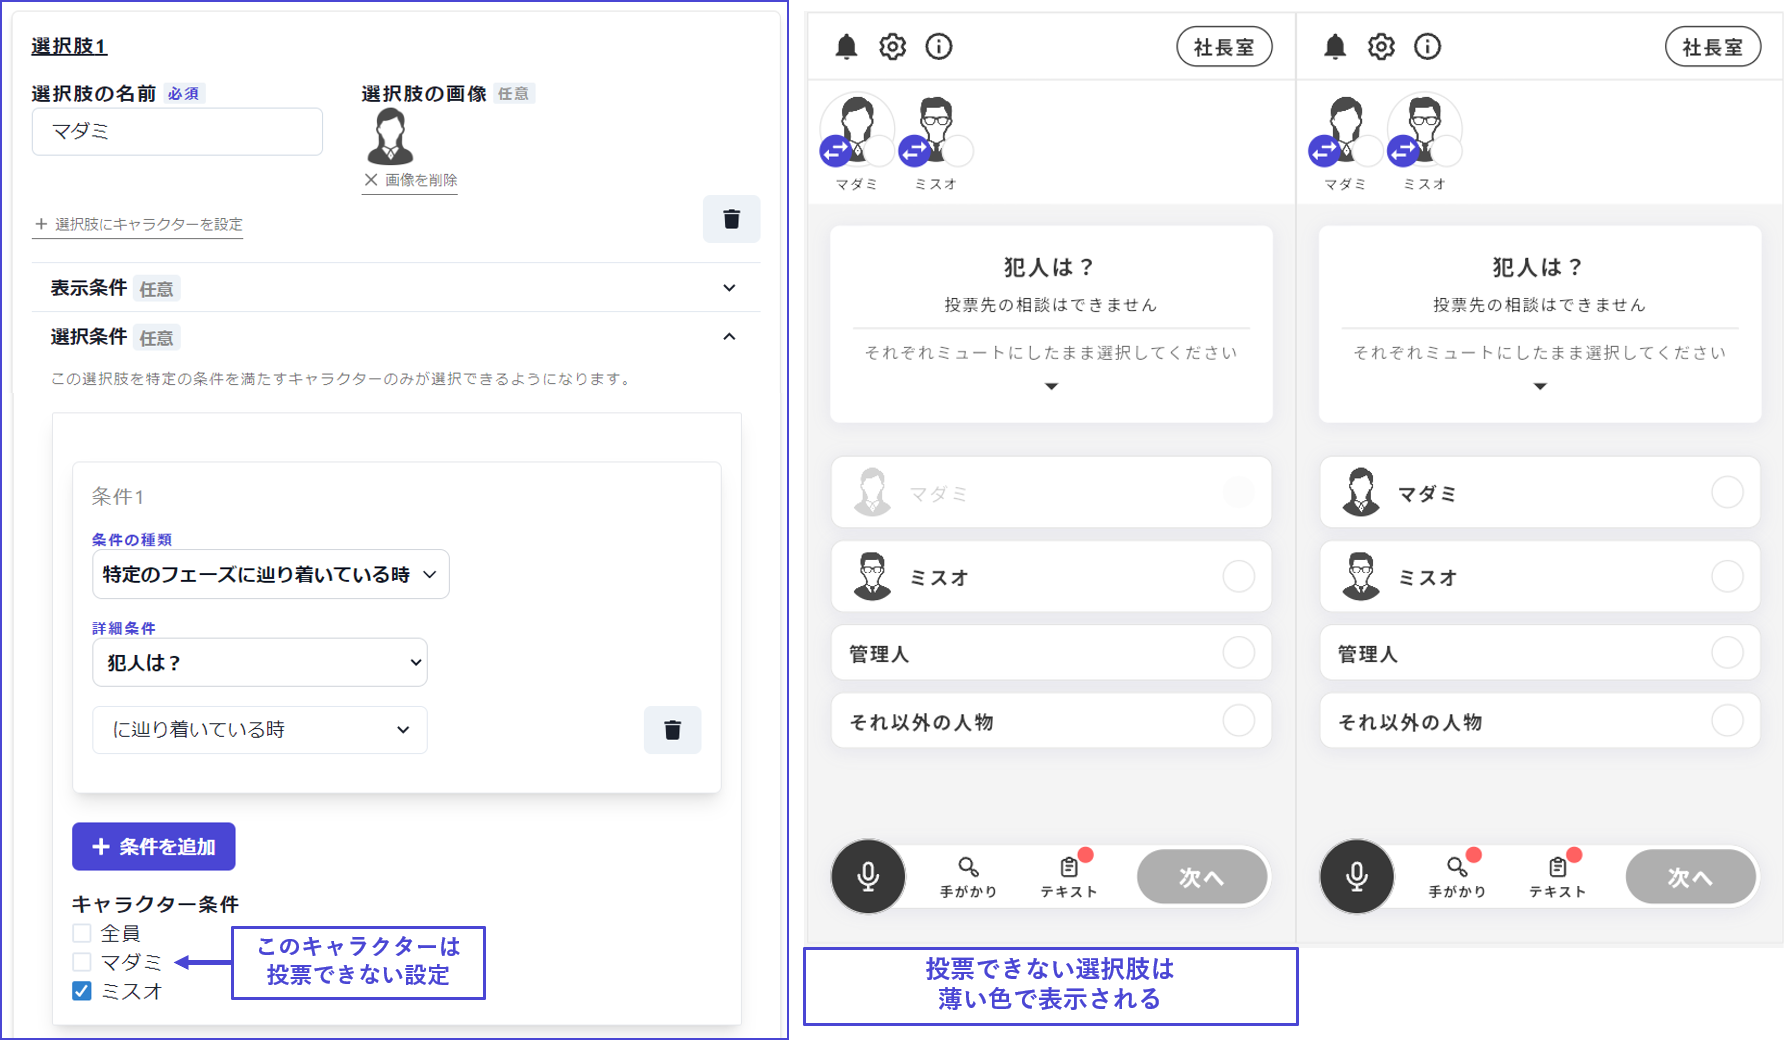 選択肢1
選択肢の名前 必須
マダミ
選択肢の画像 任意
画像を削除
選択肢にキャラクターを設定
表示条件 任意
選択条件 任意
この選択肢を特定の条件を満たすキャラクターのみが選択できるようになります。
条件1
条件の種類
特定のフェーズに辿り着いている時
詳細条件
犯人は？
に辿り着いている時
条件を追加
キャラクター条件
全員
マダミ
ミスオ
このキャラクターは
投票できない設定
社長室
マダミ ミスオ
犯人は？
投票先の相談はできません
それぞれミュートにしたまま選択してください
マダミ
ミスオ
管理人
それ以外の人物
手がかり テキスト 次へ
投票できない選択肢は
薄い色で表示される
社長室
マダミ ミスオ
犯人は？
投票先の相談はできません
それぞれミュートにしたまま選択してください
マダミ
ミスオ
管理人
それ以外の人物
手がかり テキスト 次へ